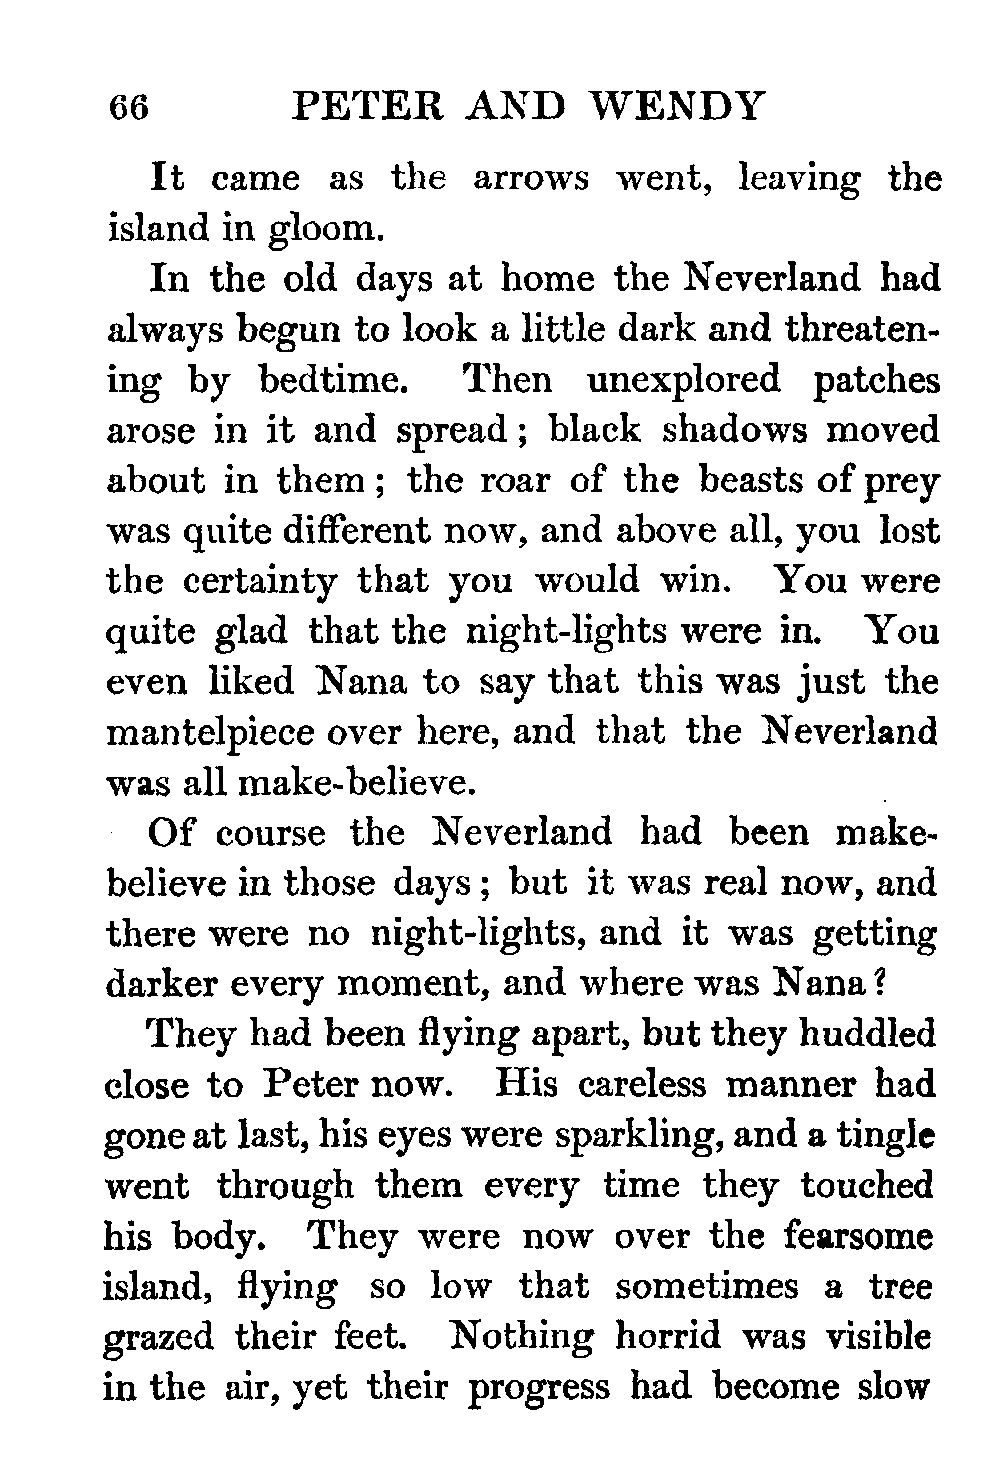 66 PETER AND WENDY
It came as the arrows went, leaving the
island in gloom.
In the old days at home the Neverland had
always begun to look a little dark and threaten-
ing by bedtime. Then unexplored patches
arose in it and spread ; black shadows moved
about in them ; the roar of the beasts of prey
was quite different now, and above all, you lost
the certainty that you would win. You were
quite glad that the night-lights were in. You
even liked Nana to say that this was just the
mantelpiece over here, and that the Neverland
was all make-believe.
Of course the Neverland had been make-
believe in those days ; but it was real now, and
there were no night-lights, and it was getting
darker every moment, and where was Nana ?
They had been flying apart, but they huddled
close to Peter now. His careless manner had
gone at last, his eyes were sparkling, and a tingle
went through them every time they touched
his body. They were now over the fearsome
island, flying so low that sometimes a tree
grazed their feet. Nothing horrid was visible
in the air, yet their progress had become slow